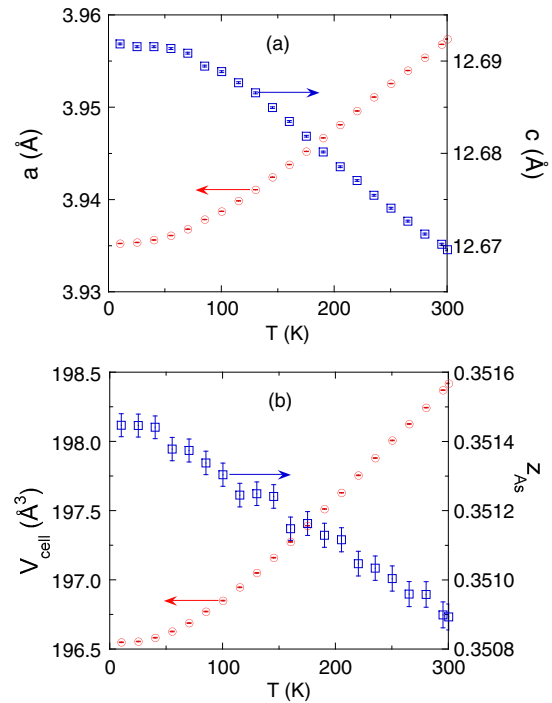 (a)
3.96
3.95
3.94
3.93
a (Å)
12.69
12.68
12.67
c (Å)
0 100 200 300
T (K)
(b)
198.5
198.0
197.5
197.0
196.5
V_cell (Å³)
0.3516
0.3514
0.3512
0.3510
0.3508
z_As
0 100 200 300
T (K)